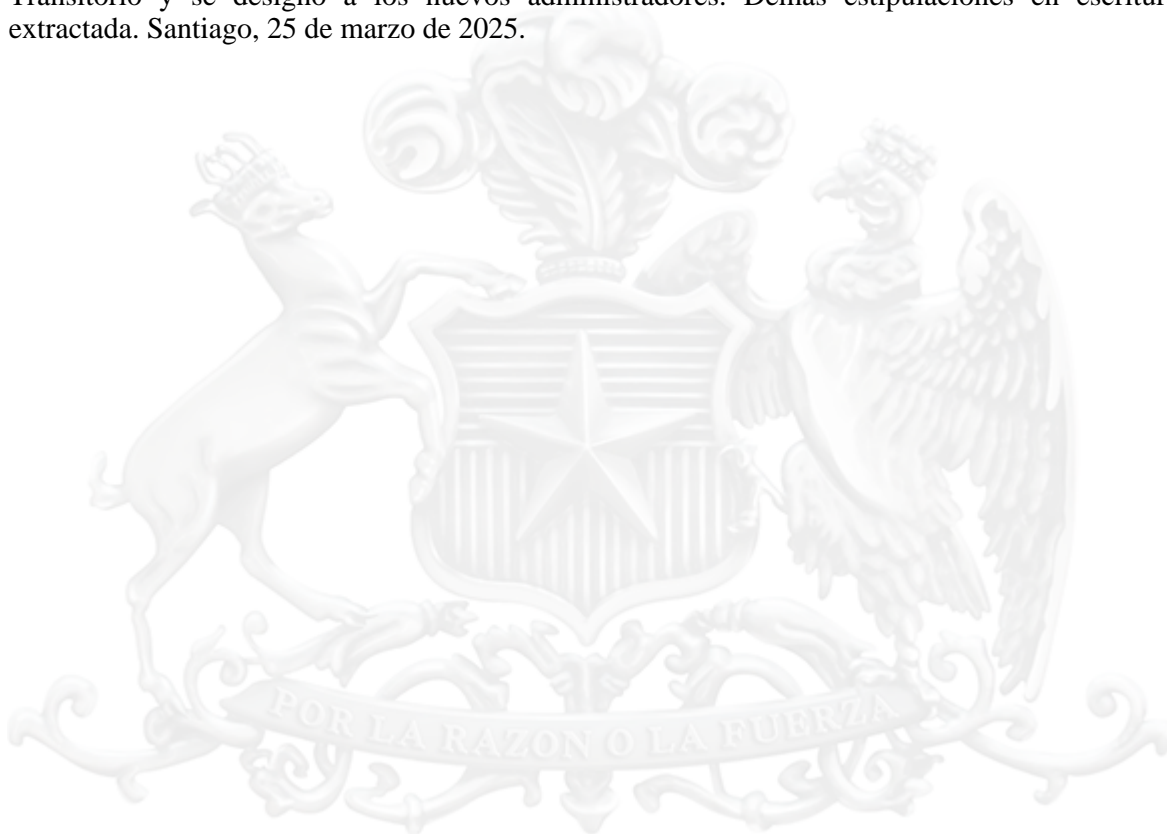 Transitorio y se designó a los nuevos administradores. Demás estipulaciones en escritur
extractada. Santiago, 25 de marzo de 2025.
POR LA RAZON O LA FUERZA